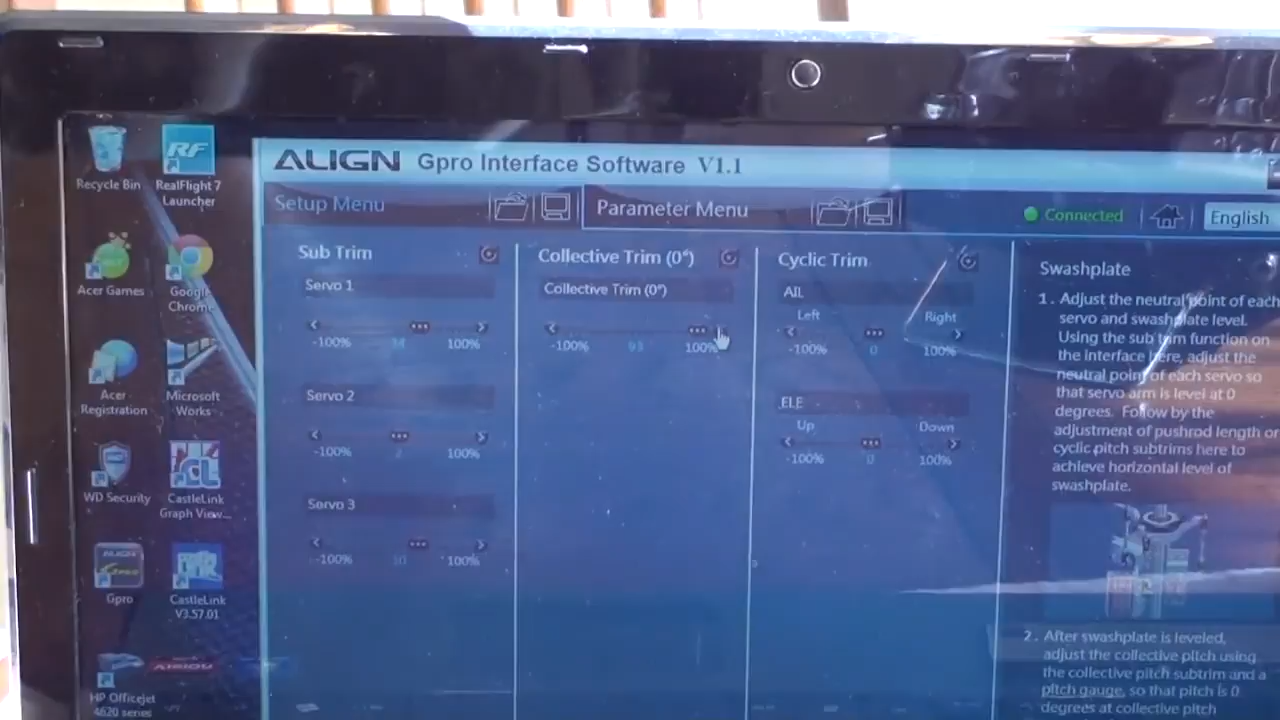 ALIGN Gpro Interface Software V1.1
Setup Menu
Parameter Menu
Connected
English
Recycle Bin
RF
RealFlight 7
Launcher
Acer Games
Google
Chrome
Acer
Registration
Microsoft
Works
WD Security
CastleLink
Graph View...
Gpro
CastleLink
V3.57.01
HP Officejet
4620 series
Sub Trim
Servo 1
-100% 100%
Servo 2
-100% 2 100%
Servo 3
-100% 10 100%
Collective Trim (0°)
Collective Trim (0°)
-100% 93 100%
Cyclic Trim
AIL
Left Right
-100% 0 100%
ELE
Up Down
-100% 0 100%
Swashplate
1. Adjust the neutral point of each
servo and swashplate level.
Using the sub trim function on
the interface here, adjust the
neutral point of each servo so
that servo arm is level at 0
degrees. Follow by the
adjustment of pushrod length or
cyclic pitch subtrims here to
achieve horizontal level of
swashplate.
2. After swashplate is leveled,
adjust the collective pitch using
the collective pitch subtrim and a
pitch gauge, so that pitch is 0
degrees at collective pitch